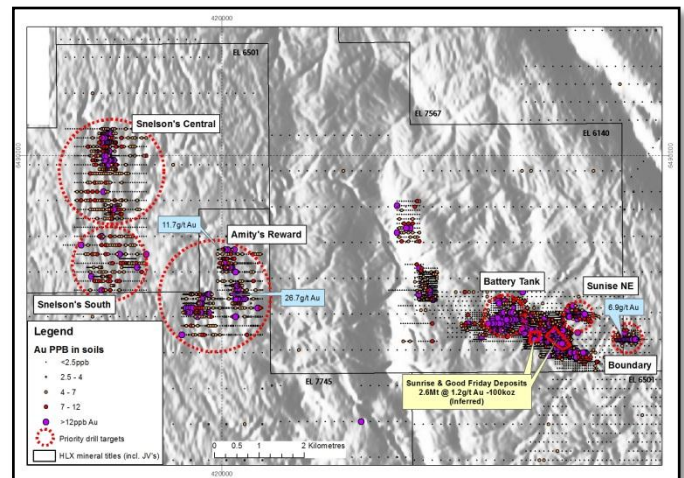 420000
EL 6501
EL 7567
EL 6140
Snelson's Central
6490000
6490000
11.7g/t Au
Amity's Reward
26.7g/t Au
Snelson's South
Battery Tank
Sunise NE
6.9g/t Au
Boundary
Legend
Au PPB in soils
<2.5ppb
2.5 - 4
4 - 7
7 - 12
>12ppb Au
Priority drill targets
HLX mineral titles (incl. JV's)
EL 7745
Sunrise & Good Friday Deposits
2.6Mt @ 1.2g/t Au -100koz
(Inferred)
0 0.5 1 2 Kilometres
420000